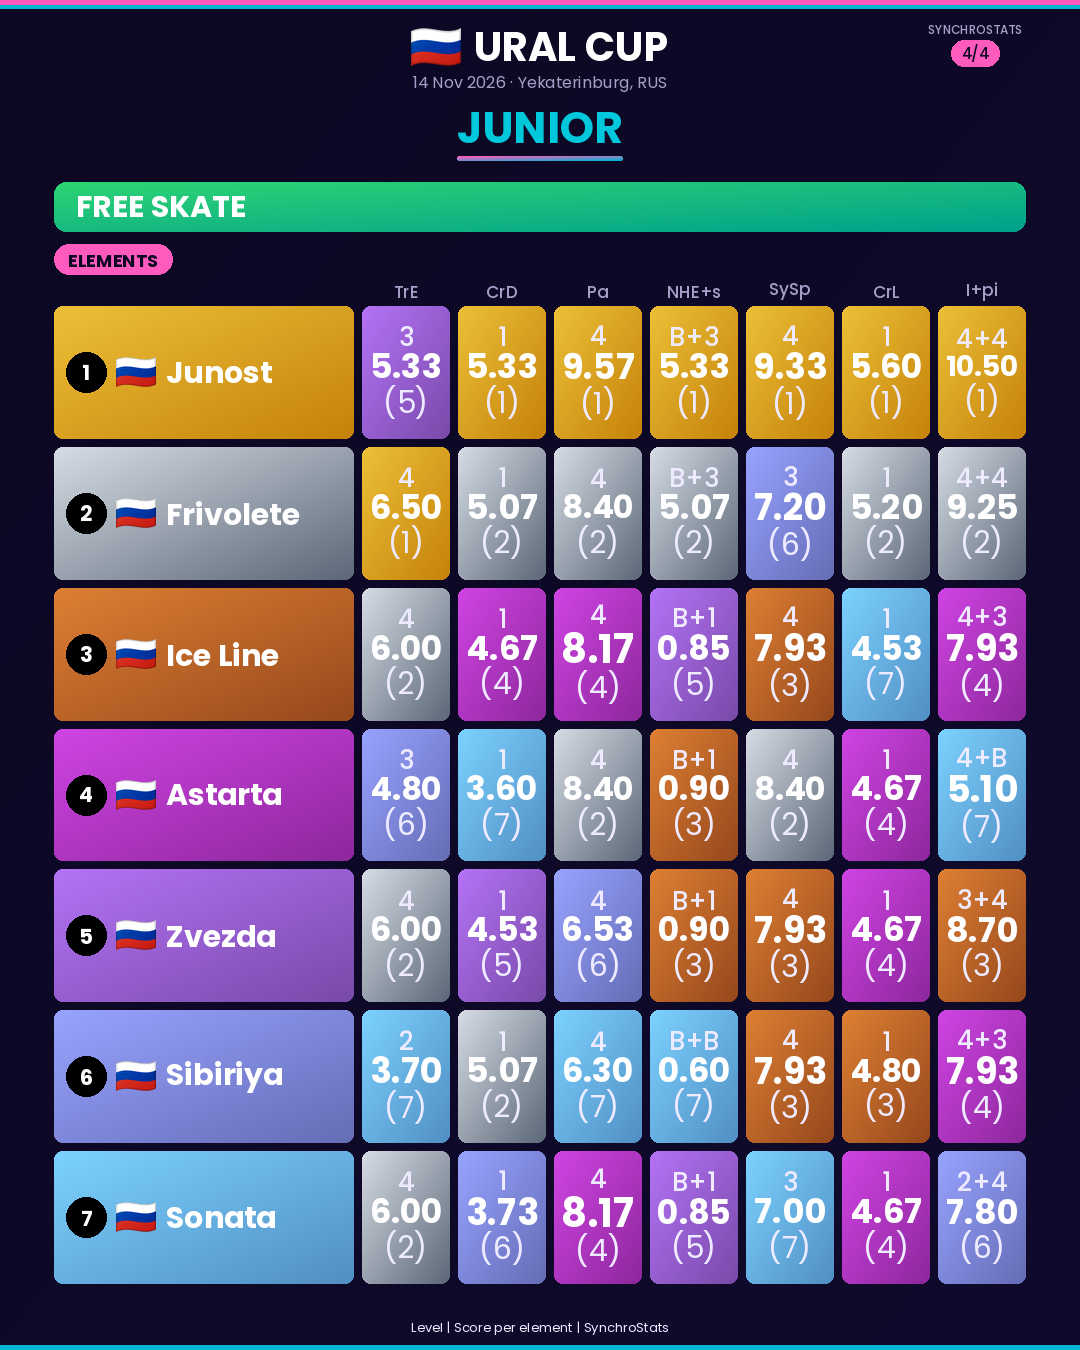 URAL CUP
SYNCHROSTATS
4/4
14 Nov 2026 · Yekaterinburg, RUS
JUNIOR
FREE SKATE
ELEMENTS
TrE CrD Pa NHE+s SySp CrL I+pi
3 1 4 B+3 4 1 4+4
1 Junost 5.33 5.33 9.57 5.33 9.33 5.60 10.50
(5) (1) (1) (1) (1) (1) (1)
4 1 4 B+3 3 1 4+4
2 Frivolete 6.50 5.07 8.40 5.07 7.20 5.20 9.25
(1) (2) (2) (2) (6) (2) (2)
4 1 4 B+1 4 1 4+3
3 Ice Line 6.00 4.67 8.17 0.85 7.93 4.53 7.93
(2) (4) (4) (5) (3) (7) (4)
3 1 4 B+1 4 1 4+B
4 Astarta 4.80 3.60 8.40 0.90 8.40 4.67 5.10
(6) (7) (2) (3) (2) (4) (7)
4 1 4 B+1 4 1 3+4
5 Zvezda 6.00 4.53 6.53 0.90 7.93 4.67 8.70
(2) (5) (6) (3) (3) (4) (3)
2 1 4 B+B 4 1 4+3
6 Sibiriya 3.70 5.07 6.30 0.60 7.93 4.80 7.93
(7) (2) (7) (7) (3) (3) (4)
4 1 4 B+1 3 1 2+4
7 Sonata 6.00 3.73 8.17 0.85 7.00 4.67 7.80
(2) (6) (4) (5) (7) (4) (6)
Level | Score per element | SynchroStats